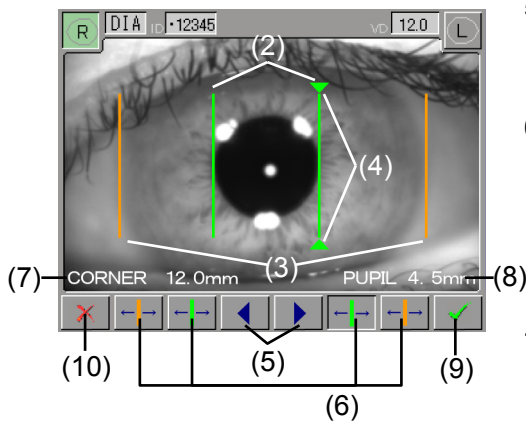 R DIA ID •12345 VD 12.0 L
(2)
(4)
(3)
(7) CORNER 12.0mm PUPIL 4.5mm (8)
(10) (5) (9)
(6)